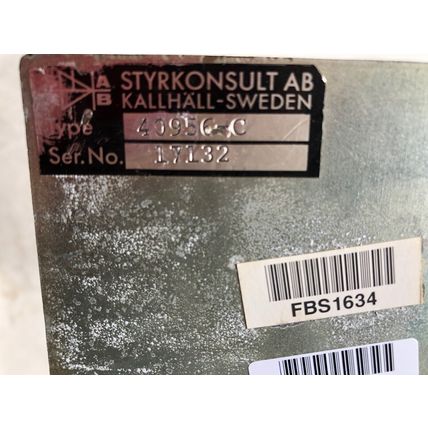 A
B
STYRKONSULT AB
KALLHÄLL-SWEDEN
Type 40956-C
Ser.No. 17132
FBS1634